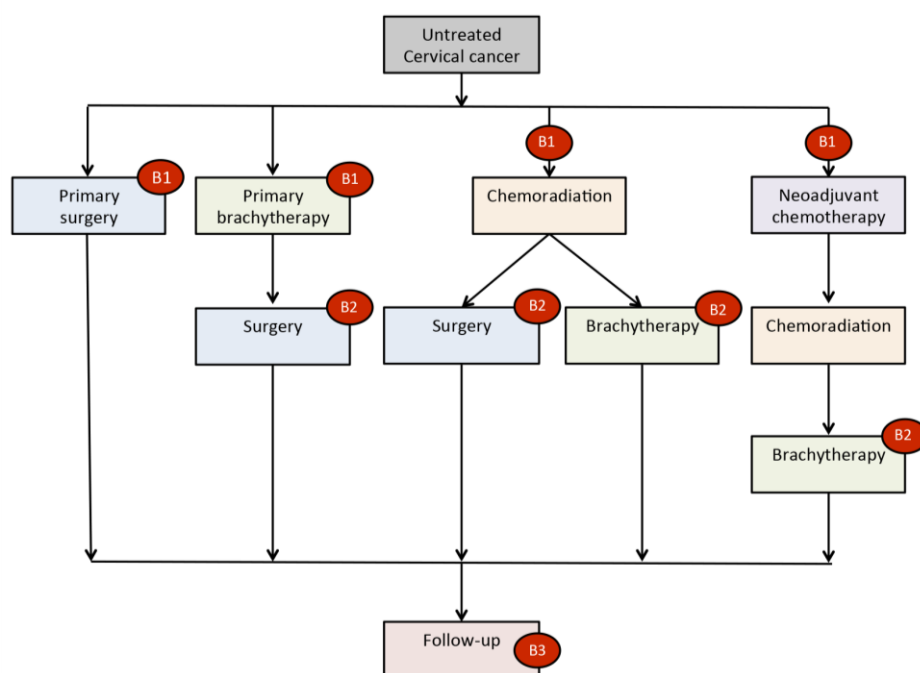 Untreated
Cervical cancer
B1
B1
B1
B1
Primary
surgery
Primary
brachytherapy
Chemoradiation
Neoadjuvant
chemotherapy
B2
B2
B2
Surgery
Surgery
Brachytherapy
Chemoradiation
B2
Brachytherapy
Follow-up
B3